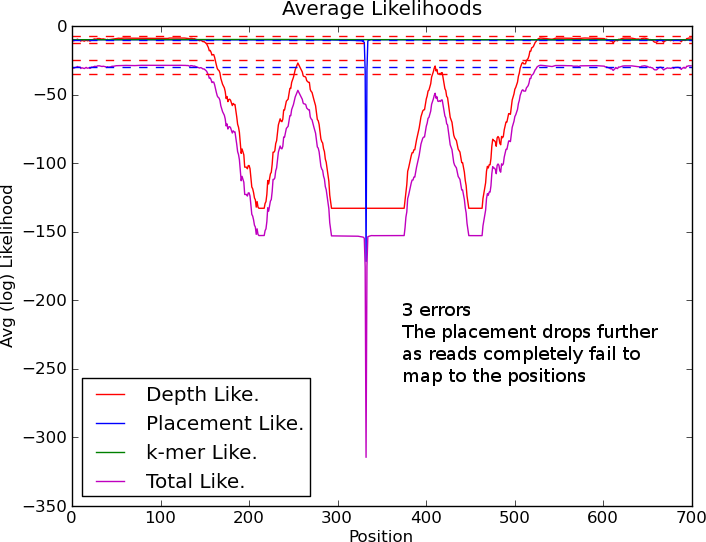 Average Likelihoods
0
−50
−100
−150
−200
−250
−300
−350
Avg (log) Likelihood
3 errors
The placement drops further
as reads completely fail to
map to the positions
Depth Like.
Placement Like.
k-mer Like.
Total Like.
0 100 200 300 400 500 600 700
Position